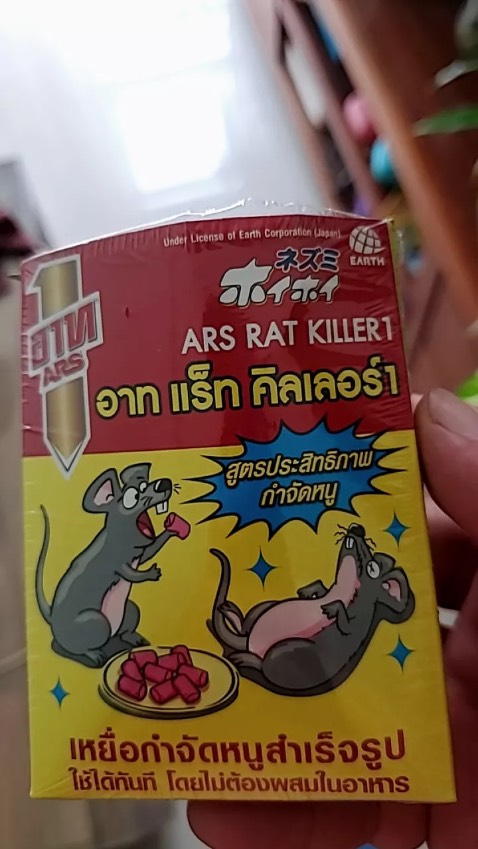 Under License of Earth Corporation (Japan)
EARTH
ネズミ
ホイホイ
ARS RAT KILLER1
1
อาท
ARS
อาท แร็ท คิลเลอร์1
สูตรประสิทธิภาพ
กำจัดหนู
เหยื่อกำจัดหนูสำเร็จรูป
ใช้ได้ทันที โดยไม่ต้องผสมในอาหาร